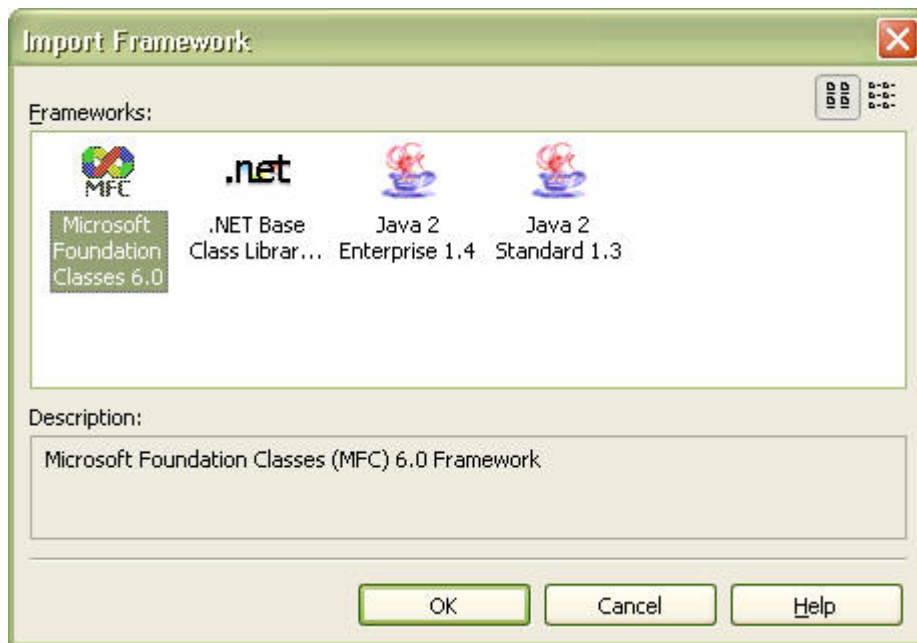 Import Framework
Frameworks:
MFC
.net
Microsoft
Foundation
Classes 6.0
.NET Base
Class Librar...
Java 2
Enterprise 1.4
Java 2
Standard 1.3
Description:
Microsoft Foundation Classes (MFC) 6.0 Framework
OK
Cancel
Help